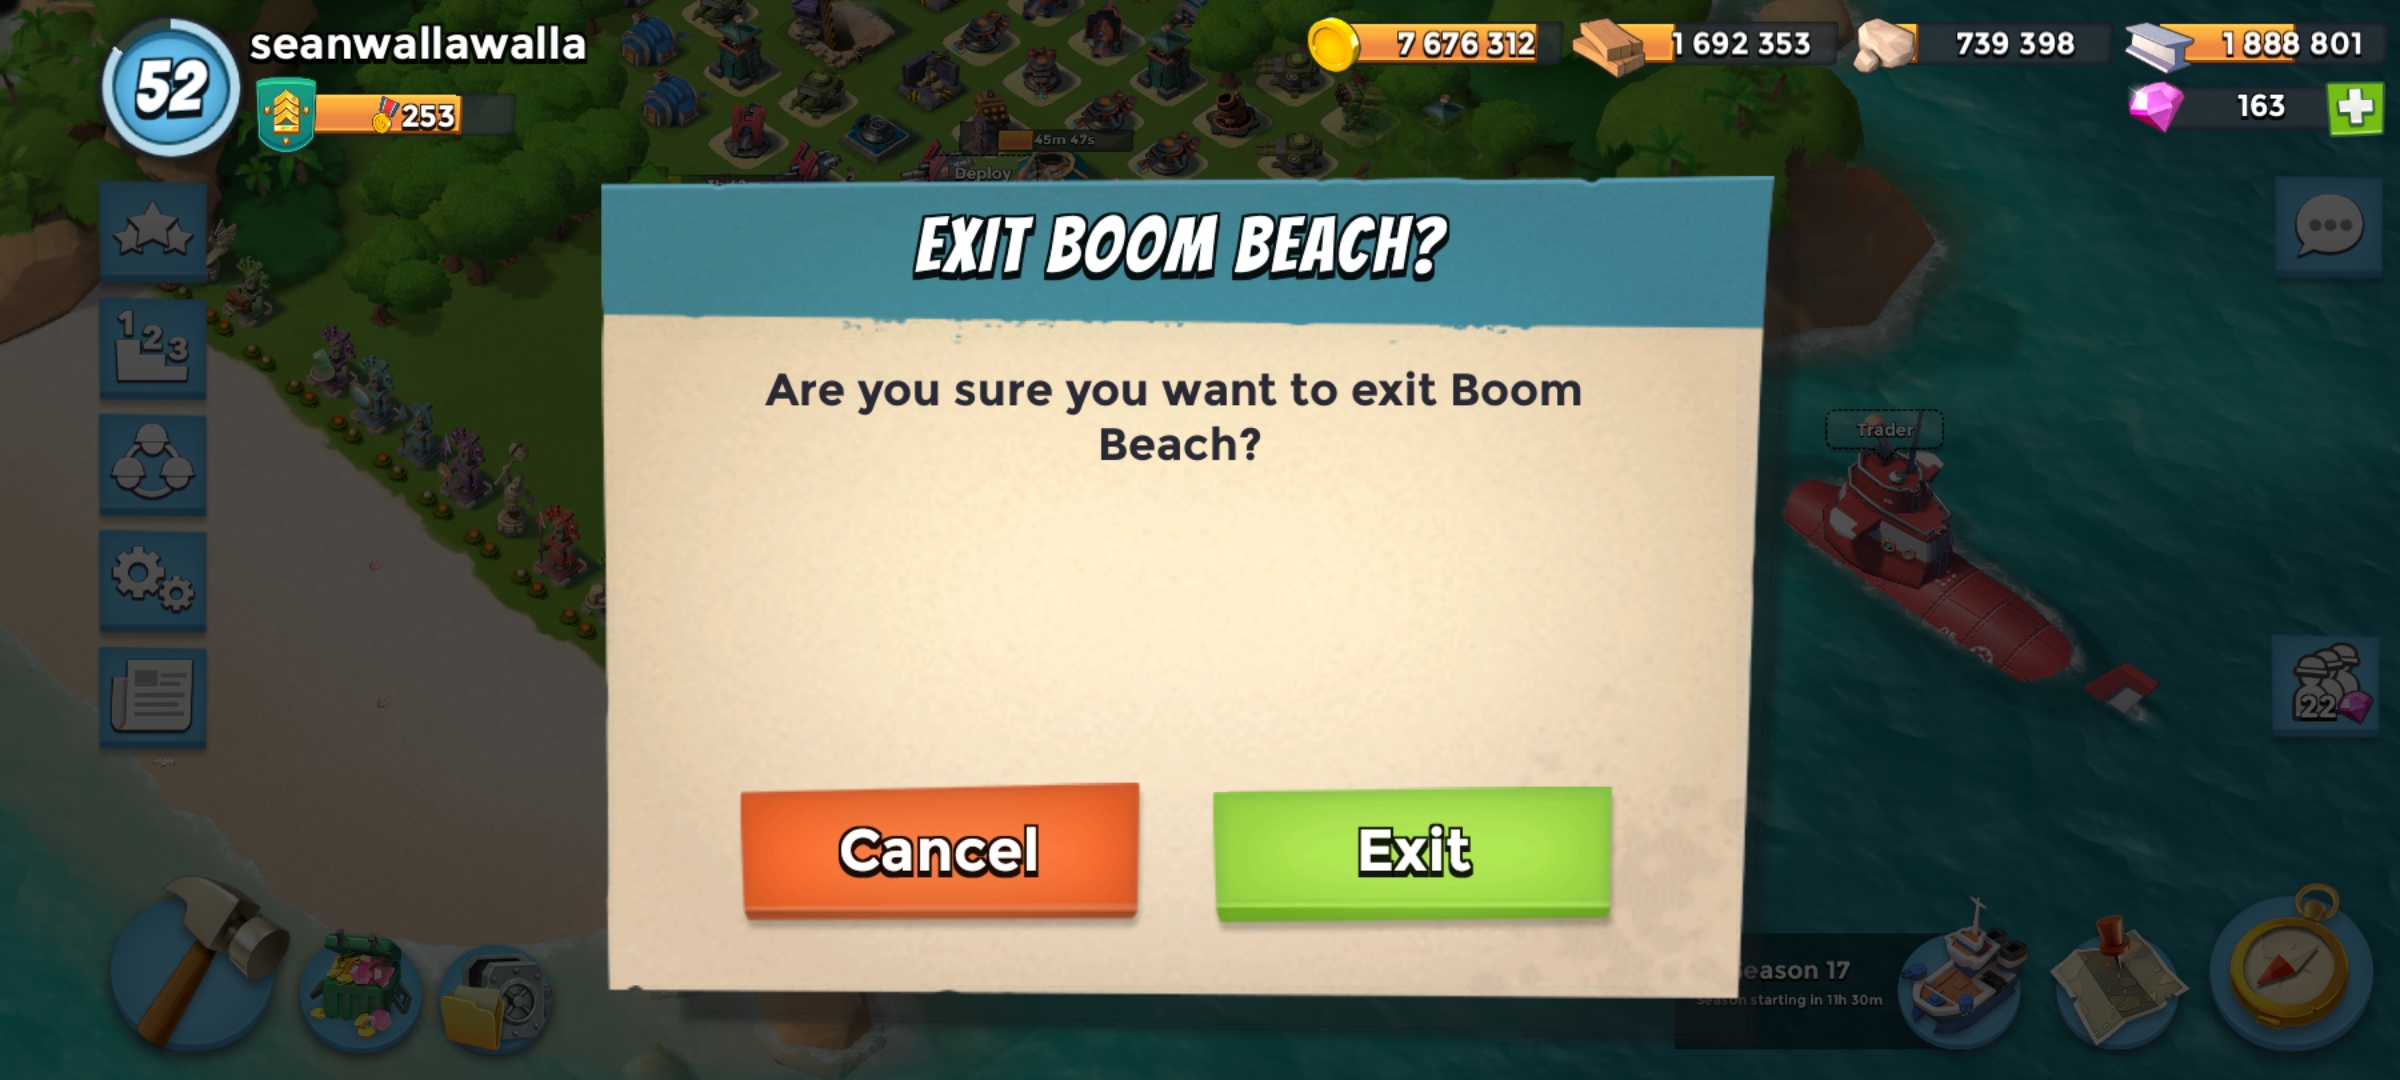 52
seanwallawalla
253
7 676 312
1 692 353
739 398
1 888 801
163
45m 47s
Deploy
EXIT BOOM BEACH?
Are you sure you want to exit Boom
Beach?
Trader
123
22
Cancel
Exit
Season 17
Season starting in 11h 30m